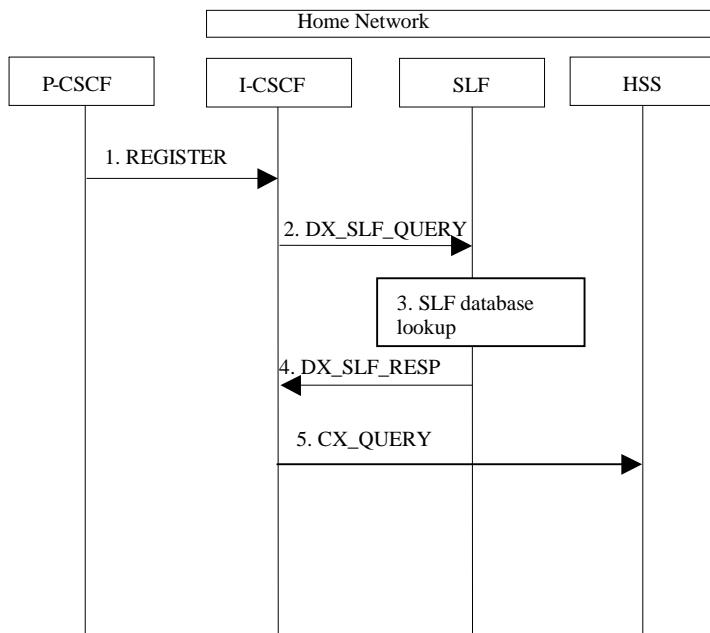 Home Network
P-CSCF
I-CSCF
SLF
HSS
1. REGISTER
2. DX_SLF_QUERY
3. SLF database
lookup
4. DX_SLF_RESP
5. CX_QUERY